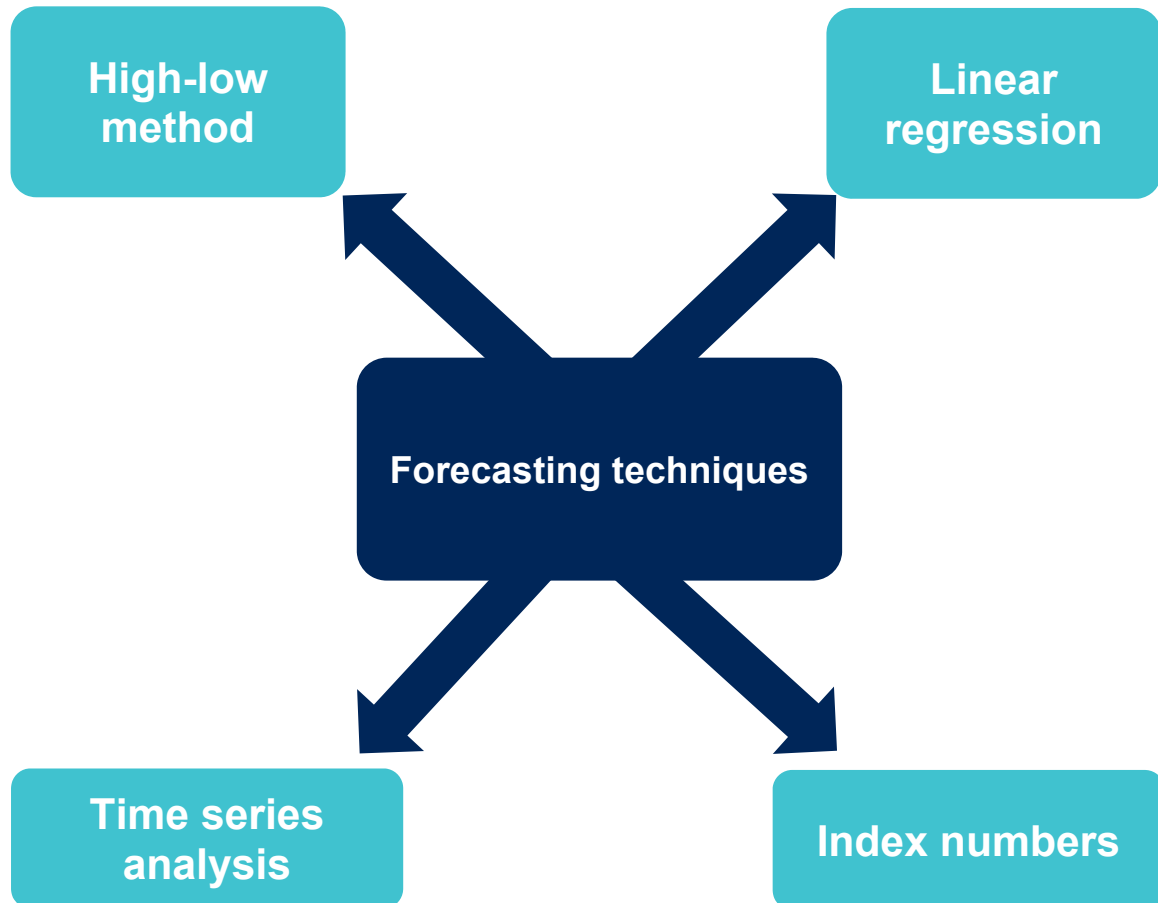 High-low
method
Linear
regression
Forecasting techniques
Time series
analysis
Index numbers